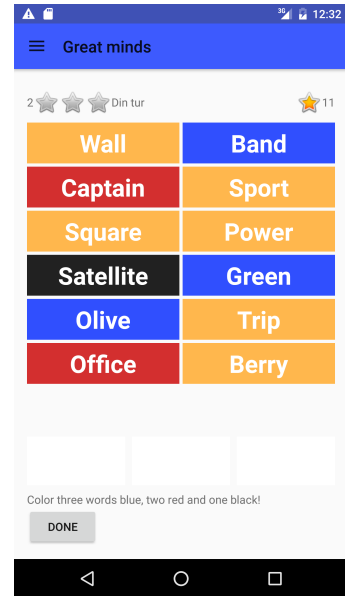 3G 12:32
Great minds
2 Din tur 11
Wall Band
Captain Sport
Square Power
Satellite Green
Olive Trip
Office Berry
Color three words blue, two red and one black!
DONE